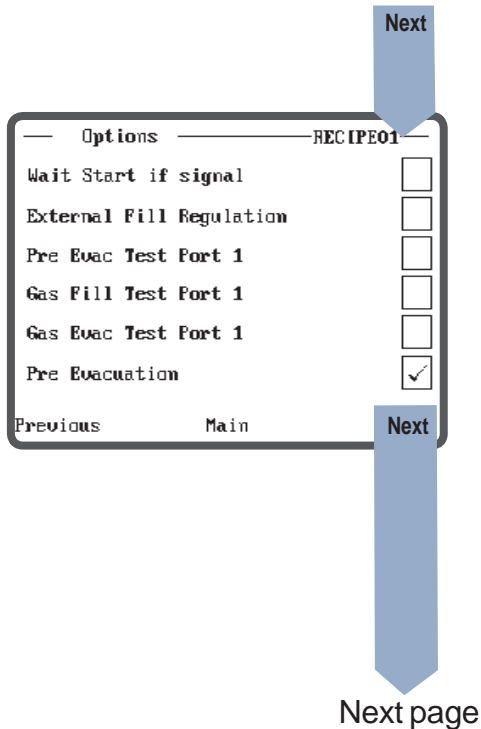 Next
Options RECIPE01
Wait Start if signal
External Fill Regulation
Pre Evac Test Port 1
Gas Fill Test Port 1
Gas Evac Test Port 1
Pre Evacuation ✓
Previous Main Next
Next page